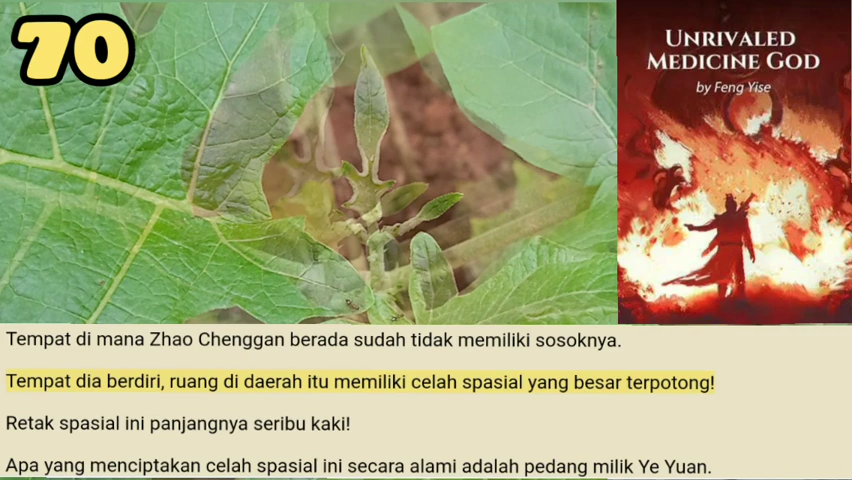 70
UNRIVALED
MEDICINE GOD
by Feng Yise
Tempat di mana Zhao Chenggan berada sudah tidak memiliki sosoknya.
Tempat dia berdiri, ruang di daerah itu memiliki celah spasial yang besar terpotong!
Retak spasial ini panjangnya seribu kaki!
Apa yang menciptakan celah spasial ini secara alami adalah pedang milik Ye Yuan.